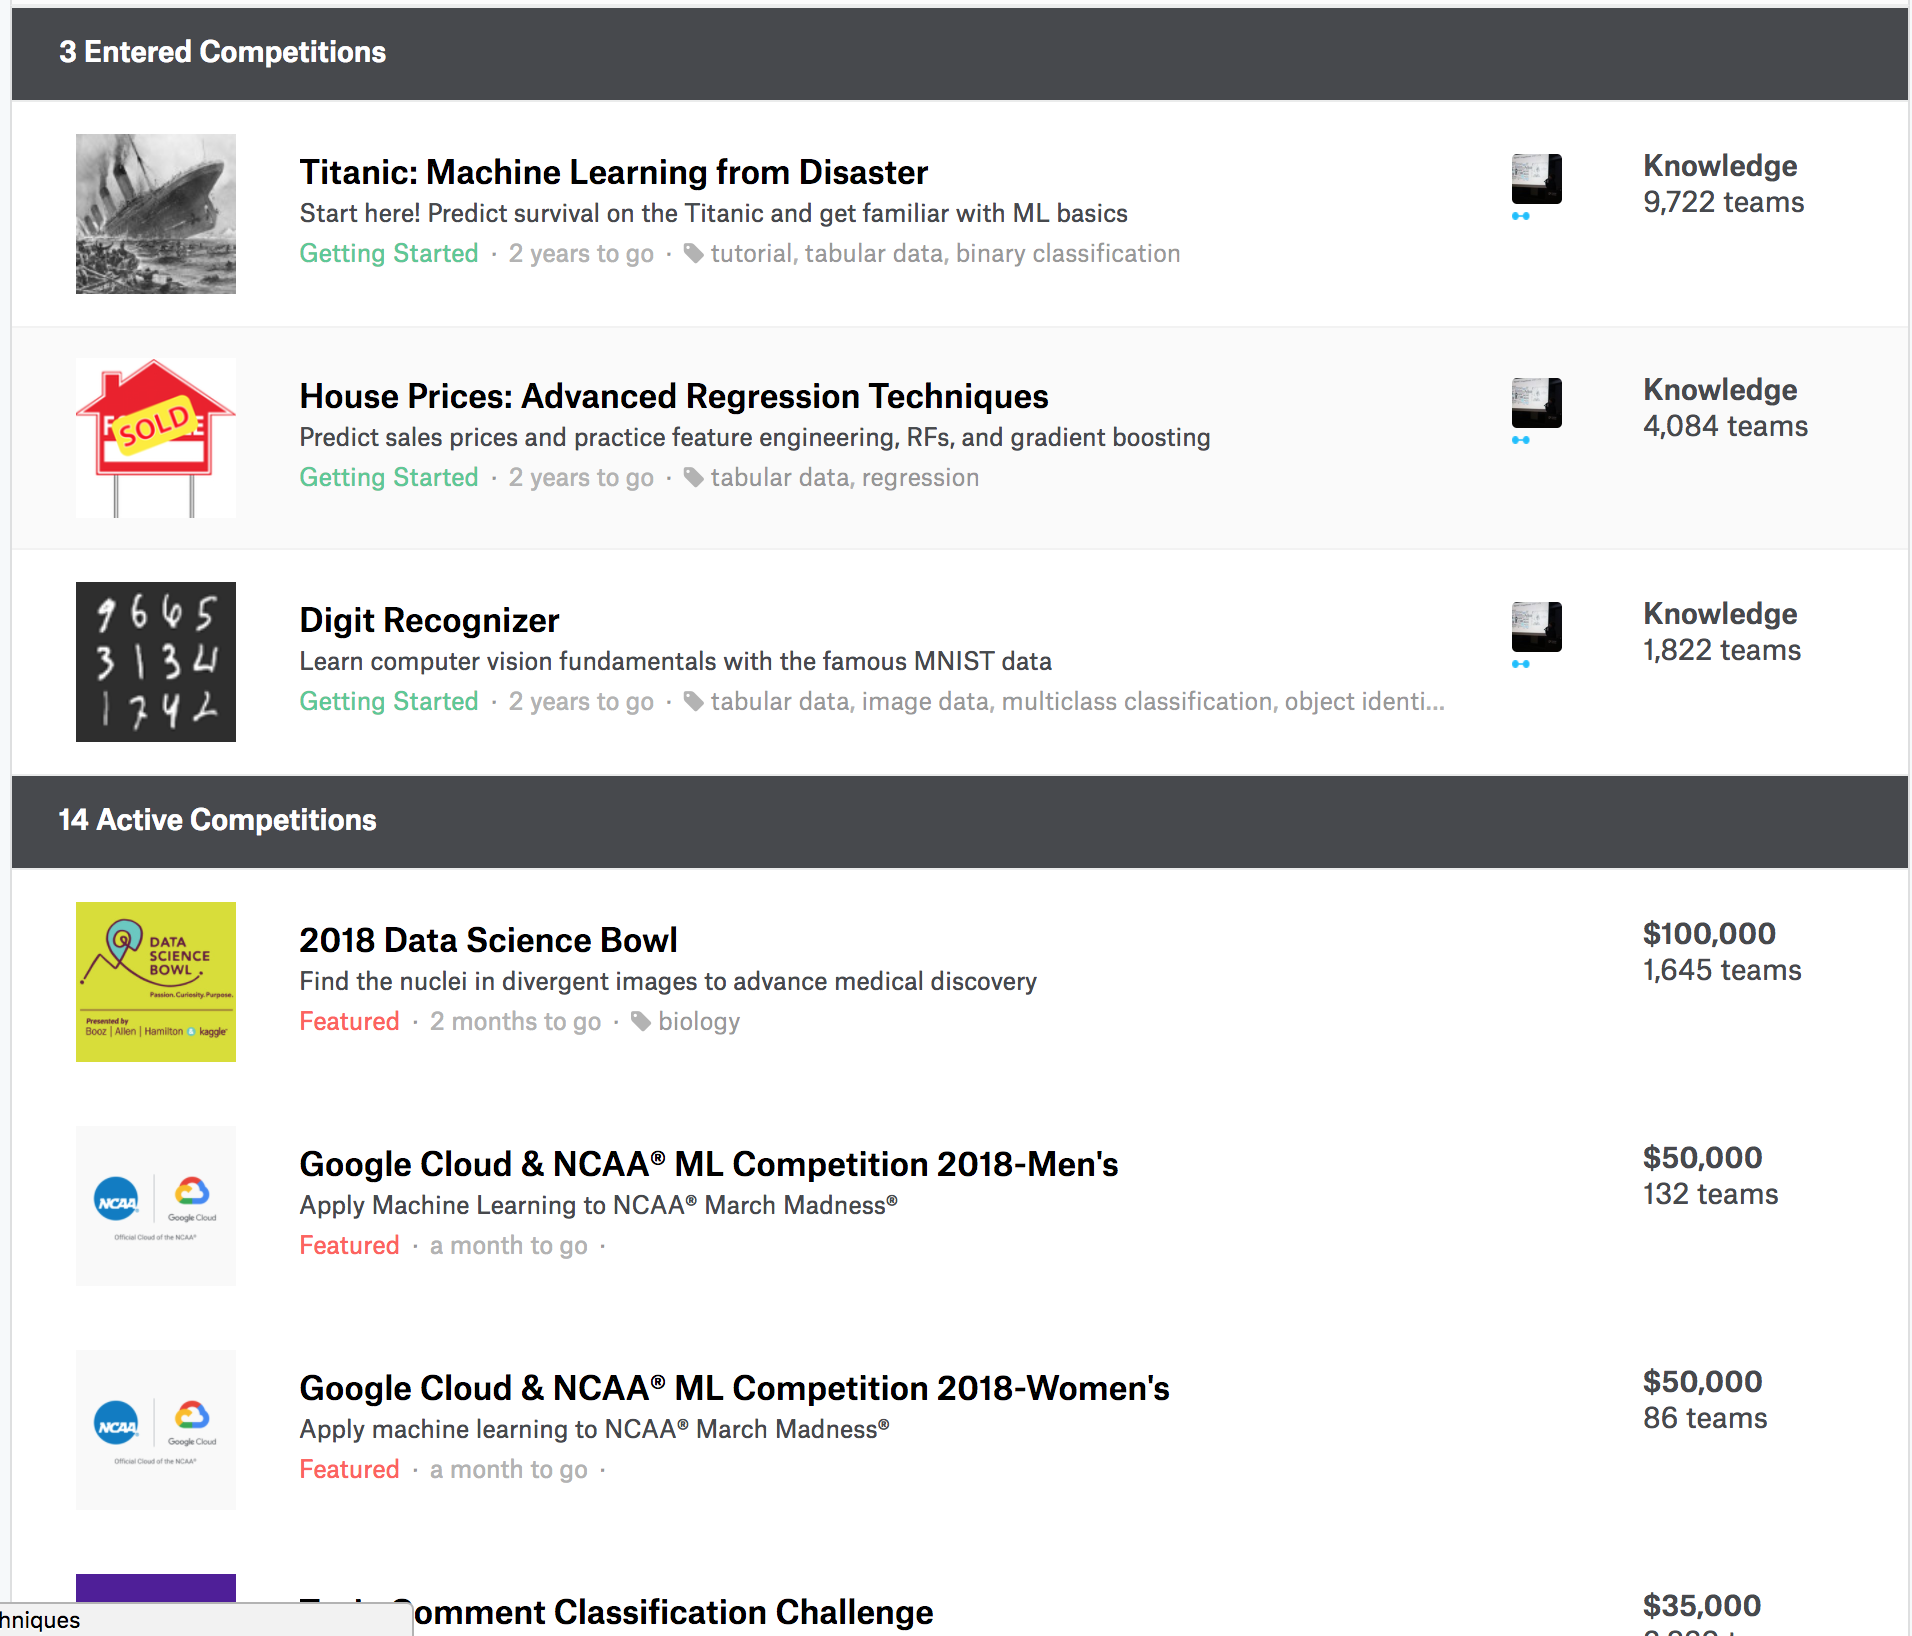 3 Entered Competitions
Titanic: Machine Learning from Disaster
Start here! Predict survival on the Titanic and get familiar with ML basics
Getting Started · 2 years to go · tutorial, tabular data, binary classification
Knowledge
9,722 teams
SOLD
House Prices: Advanced Regression Techniques
Predict sales prices and practice feature engineering, RFs, and gradient boosting
Getting Started · 2 years to go · tabular data, regression
Knowledge
4,084 teams
9 6 6 5
3 1 3 4
1 7 4 2
Digit Recognizer
Learn computer vision fundamentals with the famous MNIST data
Getting Started · 2 years to go · tabular data, image data, multiclass classification, object identi...
Knowledge
1,822 teams
14 Active Competitions
DATA
SCIENCE
BOWL
Passion. Curiosity. Purpose.
Presented by
Booz | Allen | Hamilton & kaggle
2018 Data Science Bowl
Find the nuclei in divergent images to advance medical discovery
Featured · 2 months to go · biology
$100,000
1,645 teams
NCAA
Google Cloud
Official Cloud of the NCAA®
Google Cloud & NCAA® ML Competition 2018-Men's
Apply Machine Learning to NCAA® March Madness®
Featured · a month to go ·
$50,000
132 teams
NCAA
Google Cloud
Official Cloud of the NCAA®
Google Cloud & NCAA® ML Competition 2018-Women's
Apply machine learning to NCAA® March Madness®
Featured · a month to go ·
$50,000
86 teams
Comment Classification Challenge
$35,000
hniques